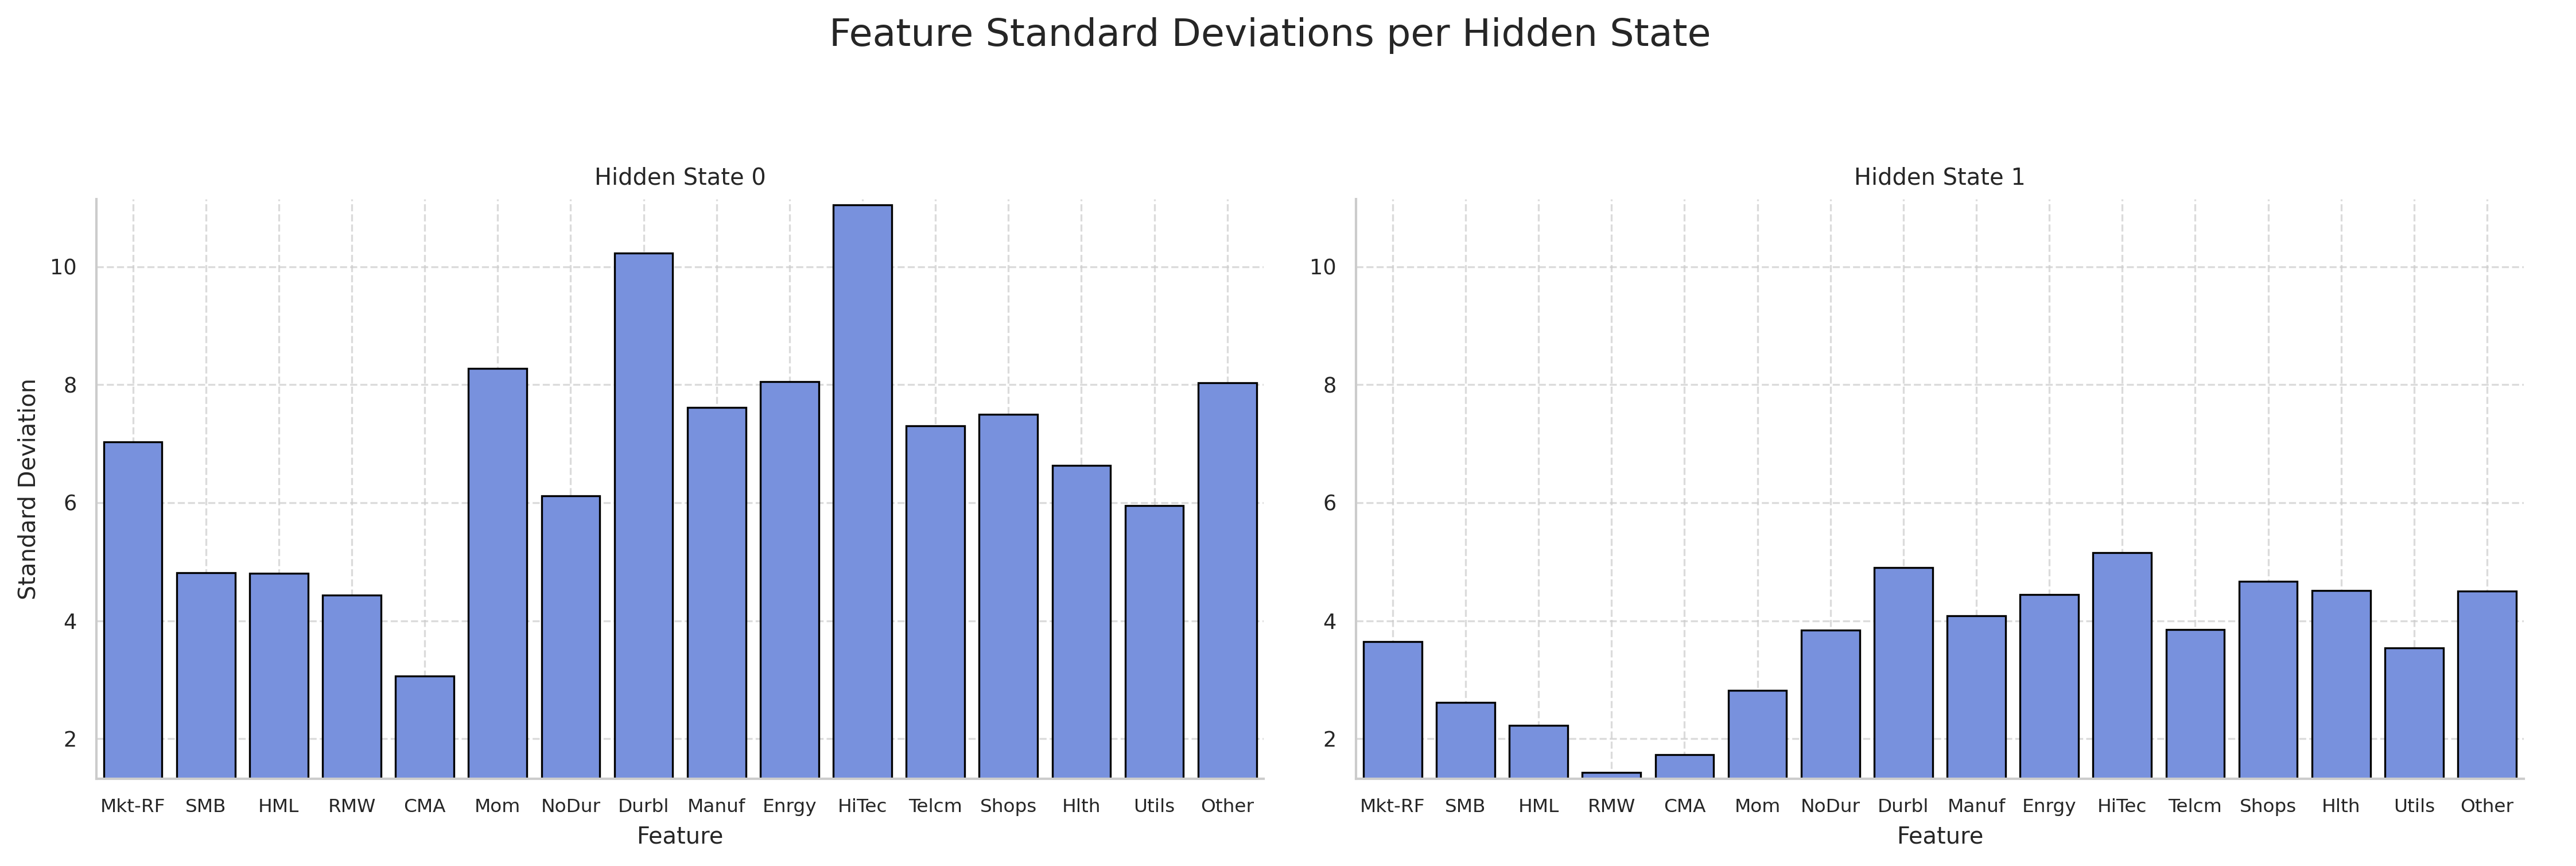 Feature Standard Deviations per Hidden State
Hidden State 0
Standard Deviation
10
8
6
4
2
Mkt-RF SMB HML RMW CMA Mom NoDur Durbl Manuf Enrgy HiTec Telcm Shops Hlth Utils Other
Feature
Hidden State 1
10
8
6
4
2
Mkt-RF SMB HML RMW CMA Mom NoDur Durbl Manuf Enrgy HiTec Telcm Shops Hlth Utils Other
Feature